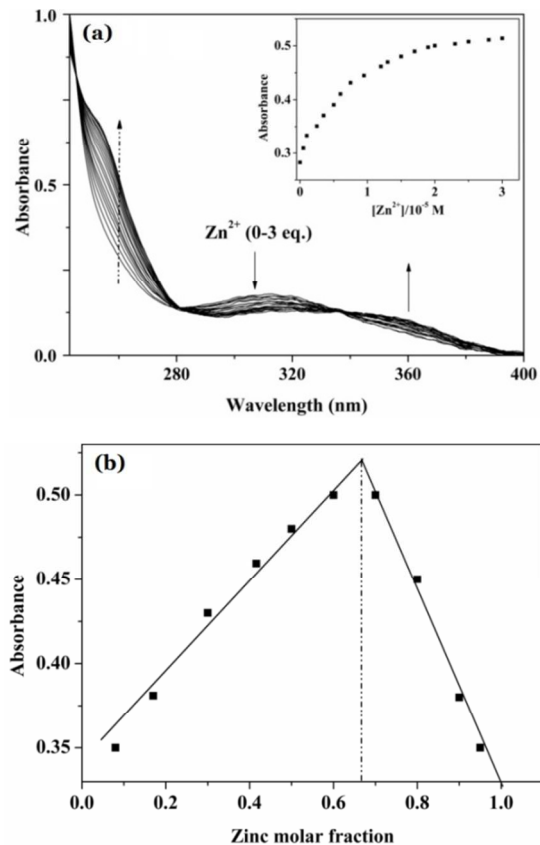 (a)
0.5
0.4
0.3
Absorbance
0 1 2 3
[Zn²⁺]/10⁻⁵ M
1.0
0.5
0.0
Absorbance
Zn²⁺ (0-3 eq.)
280 320 360 400
Wavelength (nm)
(b)
0.50
0.45
0.40
0.35
Absorbance
0.0 0.2 0.4 0.6 0.8 1.0
Zinc molar fraction